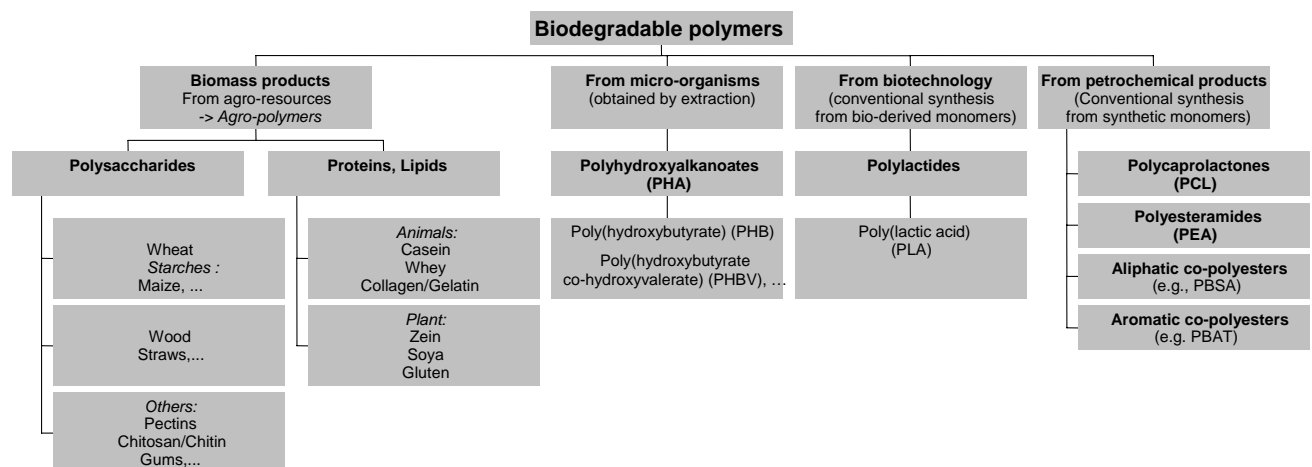 Biodegradable polymers
Biomass products
From agro-resources
-> Agro-polymers
From micro-organisms
(obtained by extraction)
From biotechnology
(conventional synthesis
from bio-derived monomers)
From petrochemical products
(Conventional synthesis
from synthetic monomers)
Polysaccharides
Proteins, Lipids
Polyhydroxyalkanoates
(PHA)
Polylactides
Polycaprolactones
(PCL)
Wheat
Starches :
Maize, ...
Wood
Straws,...
Others:
Pectins
Chitosan/Chitin
Gums,...
Animals:
Casein
Whey
Collagen/Gelatin
Plant:
Zein
Soya
Gluten
Poly(hydroxybutyrate) (PHB)
Poly(hydroxybutyrate
co-hydroxyvalerate) (PHBV), …
Poly(lactic acid)
(PLA)
Polyesteramides
(PEA)
Aliphatic co-polyesters
(e.g., PBSA)
Aromatic co-polyesters
(e.g. PBAT)